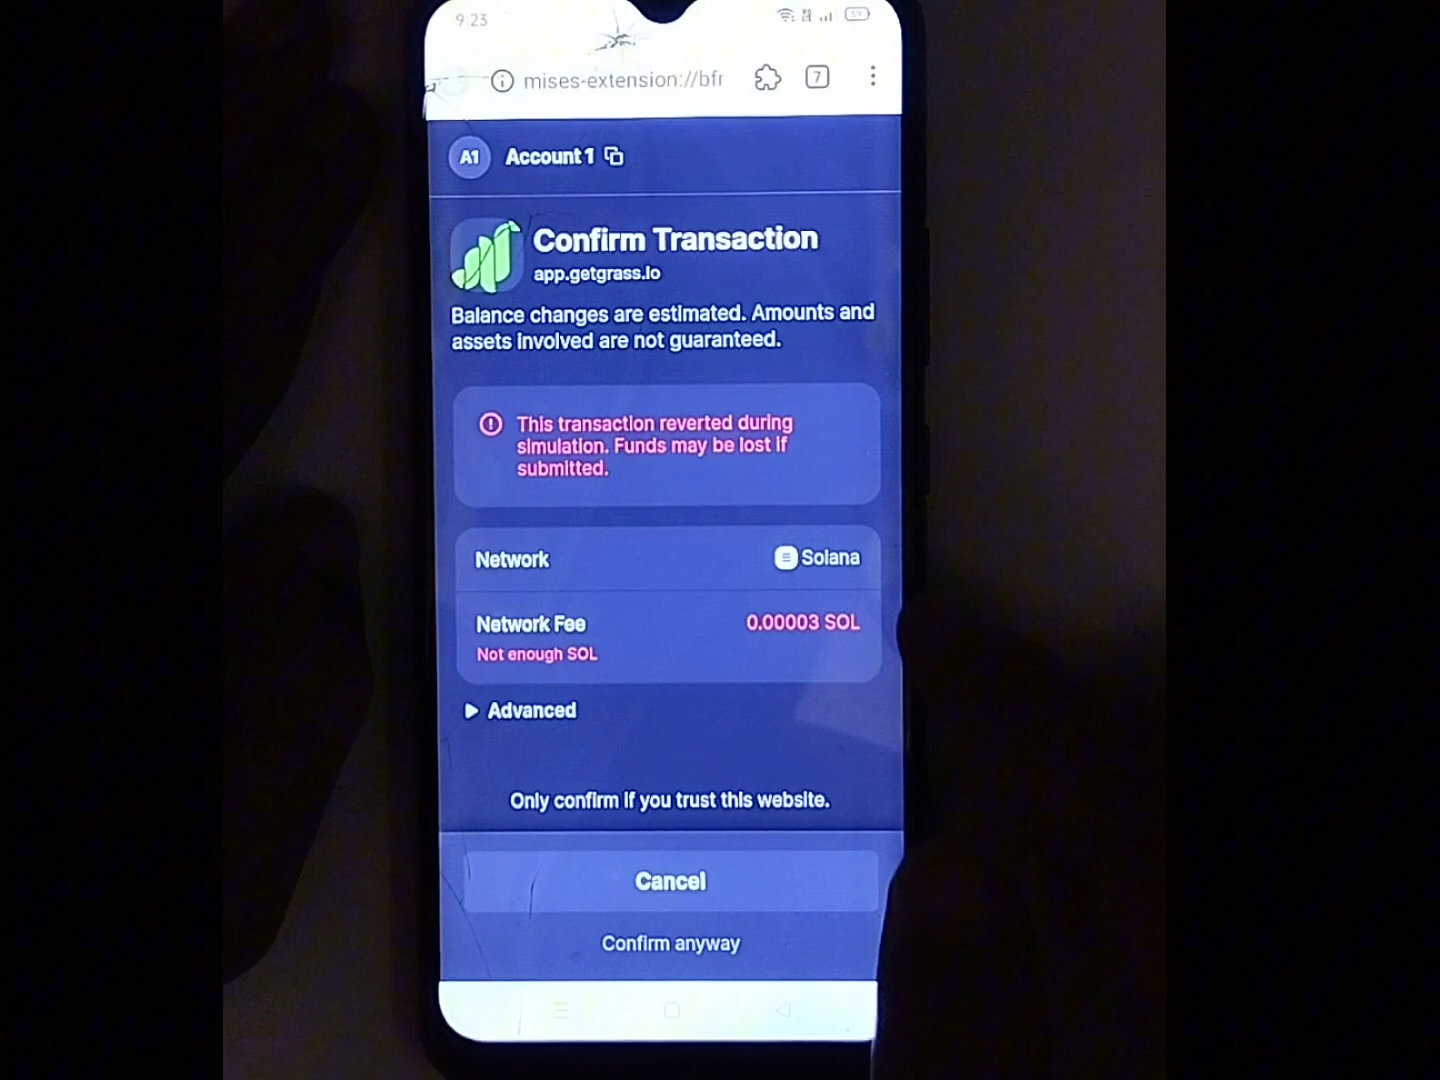 9:23
59
mises-extension://bfr
7
A1 Account 1
Confirm Transaction
app.getgrass.io
Balance changes are estimated. Amounts and
assets involved are not guaranteed.
This transaction reverted during
simulation. Funds may be lost if
submitted.
Network Solana
Network Fee 0.00003 SOL
Not enough SOL
Advanced
Only confirm if you trust this website.
Cancel
Confirm anyway